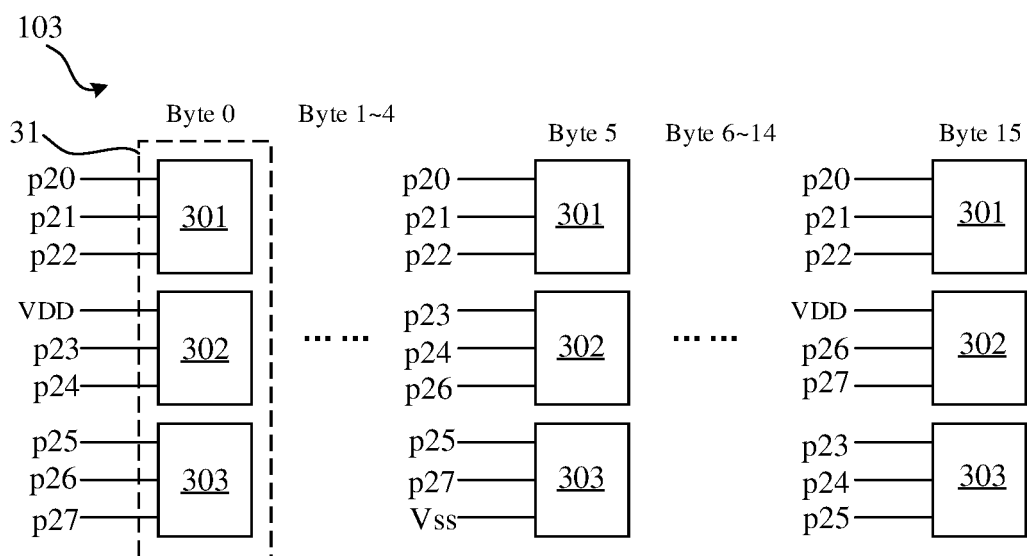 103
31
Byte 0
Byte 1~4
Byte 5
Byte 6~14
Byte 15
p20
p21
p22
301
VDD
p23
p24
302
p25
p26
p27
303
... ...
p20
p21
p22
301
p23
p24
p26
302
p25
p27
Vss
303
... ...
p20
p21
p22
301
VDD
p26
p27
302
p23
p24
p25
303